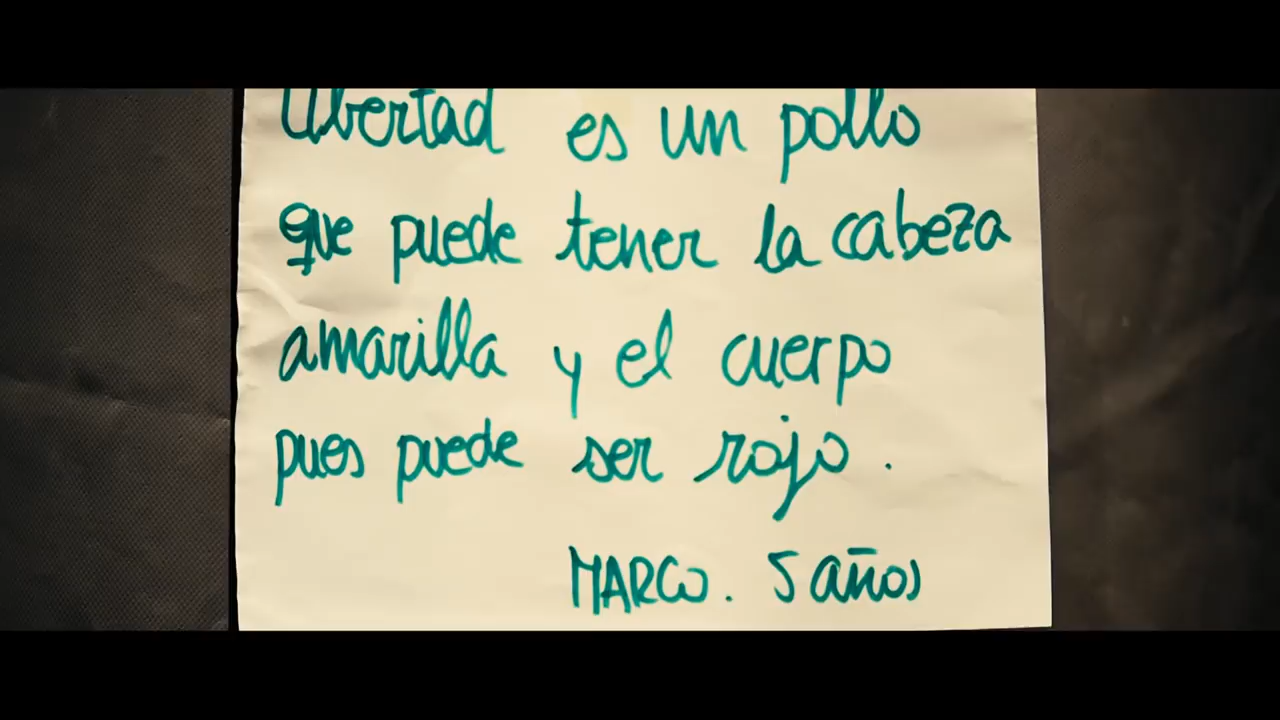 Libertad es un pollo
que puede tener la cabeza
amarilla y el cuerpo
pues puede ser rojo.
MARCO. 5 años